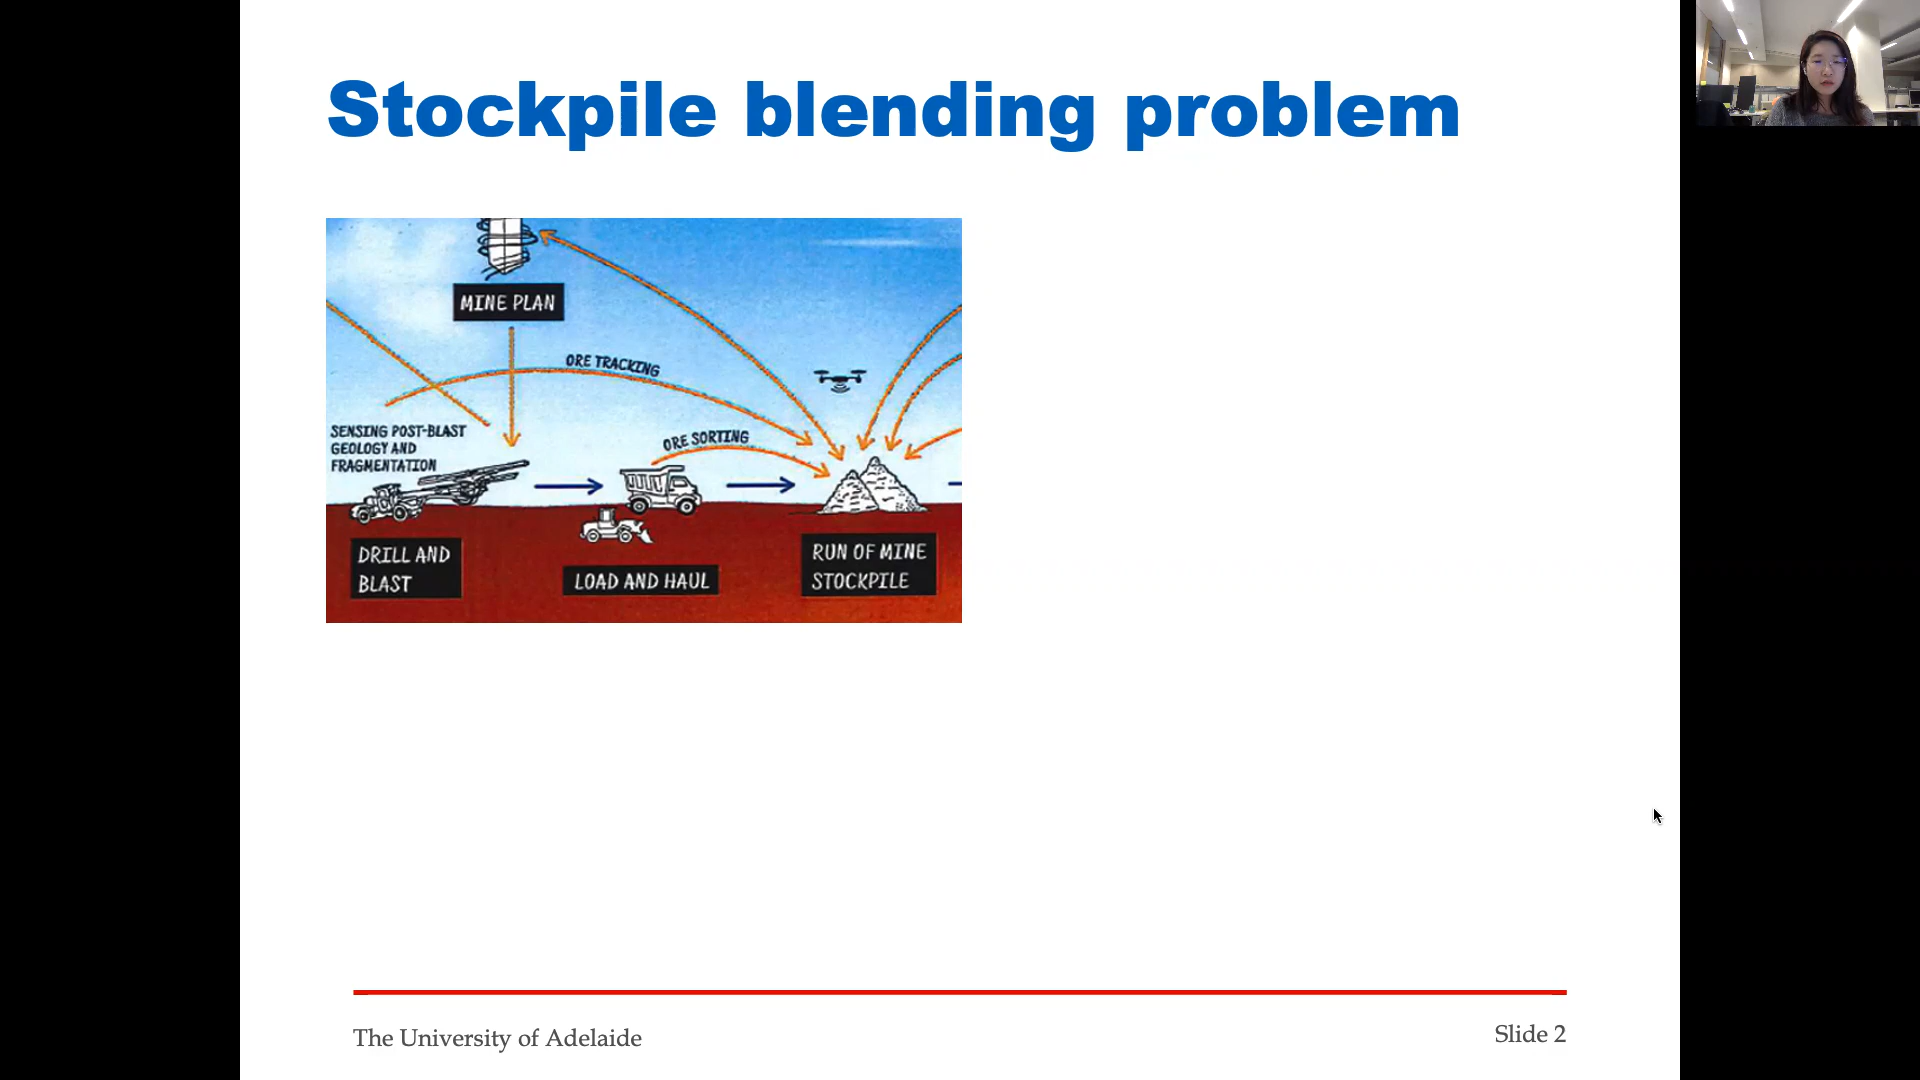 Stockpile blending problem
MINE PLAN
ORE TRACKING
SENSING POST-BLAST
GEOLOGY AND
FRAGMENTATION
ORE SORTING
DRILL AND
BLAST
LOAD AND HAUL
RUN OF MINE
STOCKPILE
The University of Adelaide
Slide 2